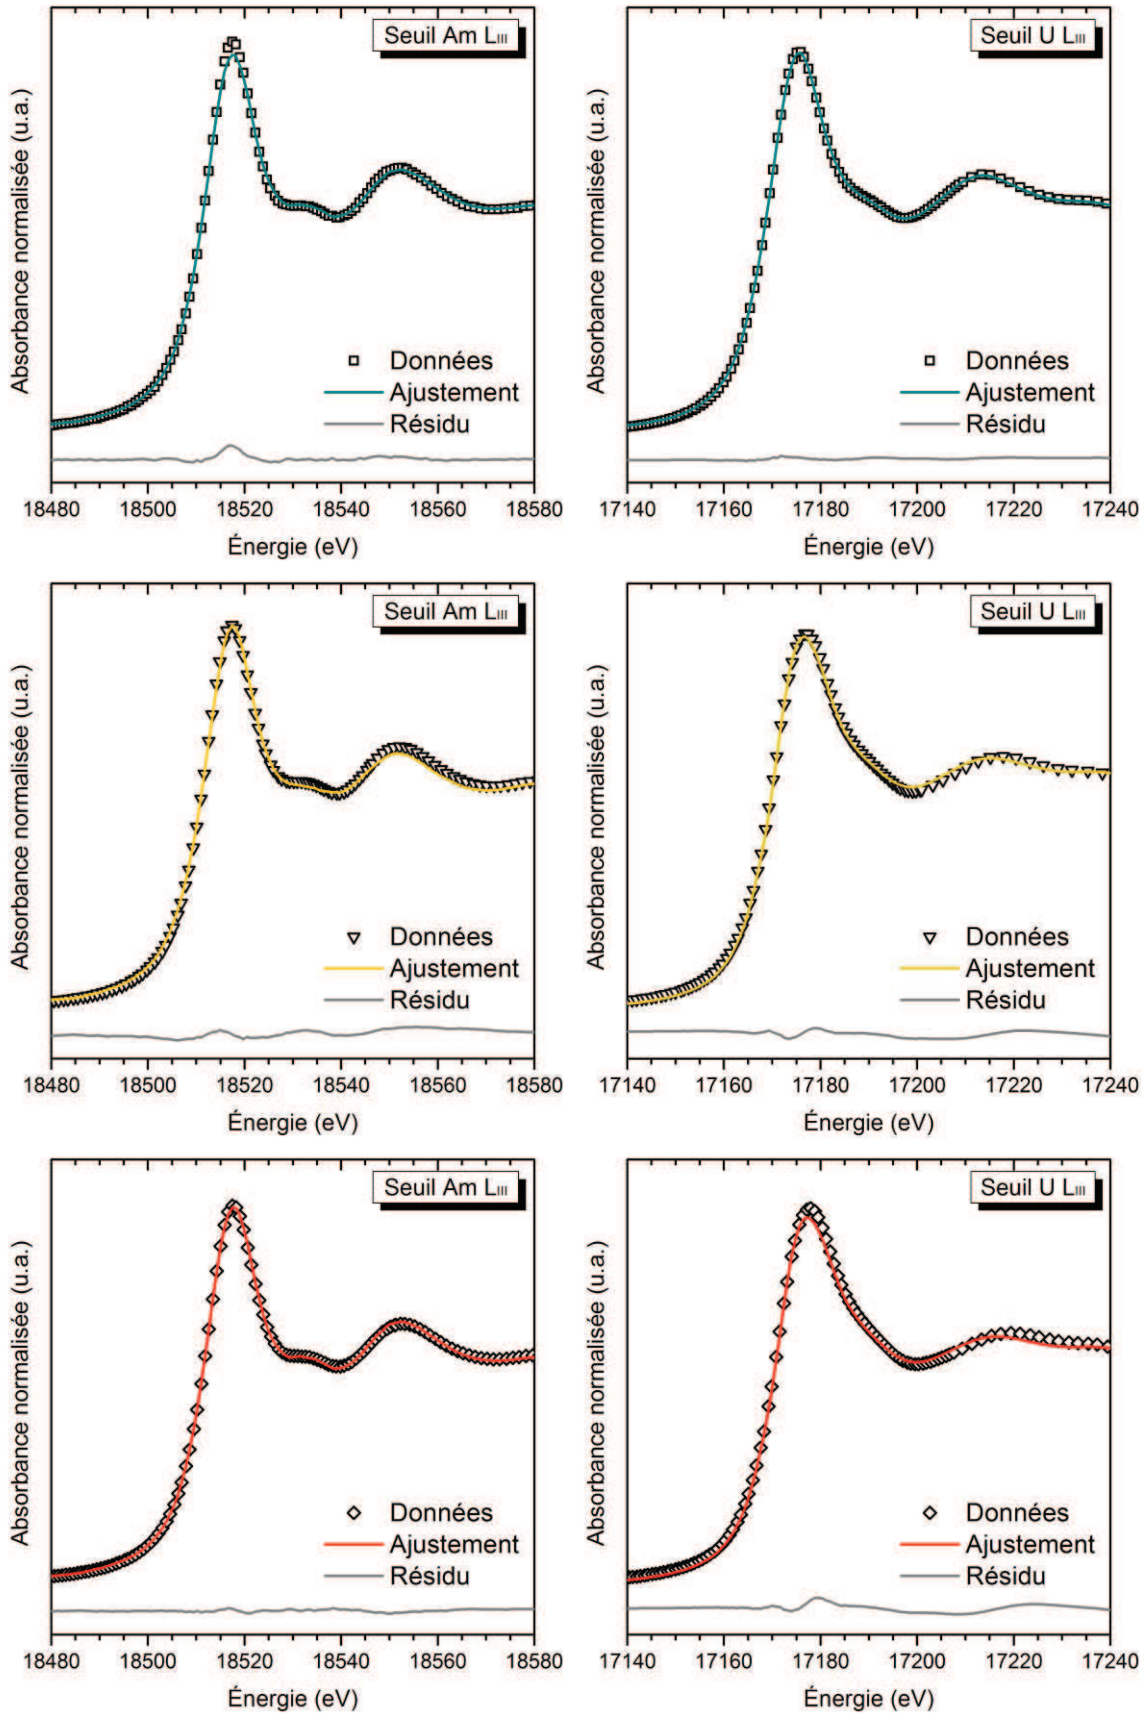 Seuil Am LIII
Absorbance normalisée (u.a.)
Données
Ajustement
Résidu
18480 18500 18520 18540 18560 18580
Énergie (eV)
Seuil U LIII
Absorbance normalisée (u.a.)
Données
Ajustement
Résidu
17140 17160 17180 17200 17220 17240
Énergie (eV)
Seuil Am LIII
Absorbance normalisée (u.a.)
Données
Ajustement
Résidu
18480 18500 18520 18540 18560 18580
Énergie (eV)
Seuil U LIII
Absorbance normalisée (u.a.)
Données
Ajustement
Résidu
17140 17160 17180 17200 17220 17240
Énergie (eV)
Seuil Am LIII
Absorbance normalisée (u.a.)
Données
Ajustement
Résidu
18480 18500 18520 18540 18560 18580
Énergie (eV)
Seuil U LIII
Absorbance normalisée (u.a.)
Données
Ajustement
Résidu
17140 17160 17180 17200 17220 17240
Énergie (eV)